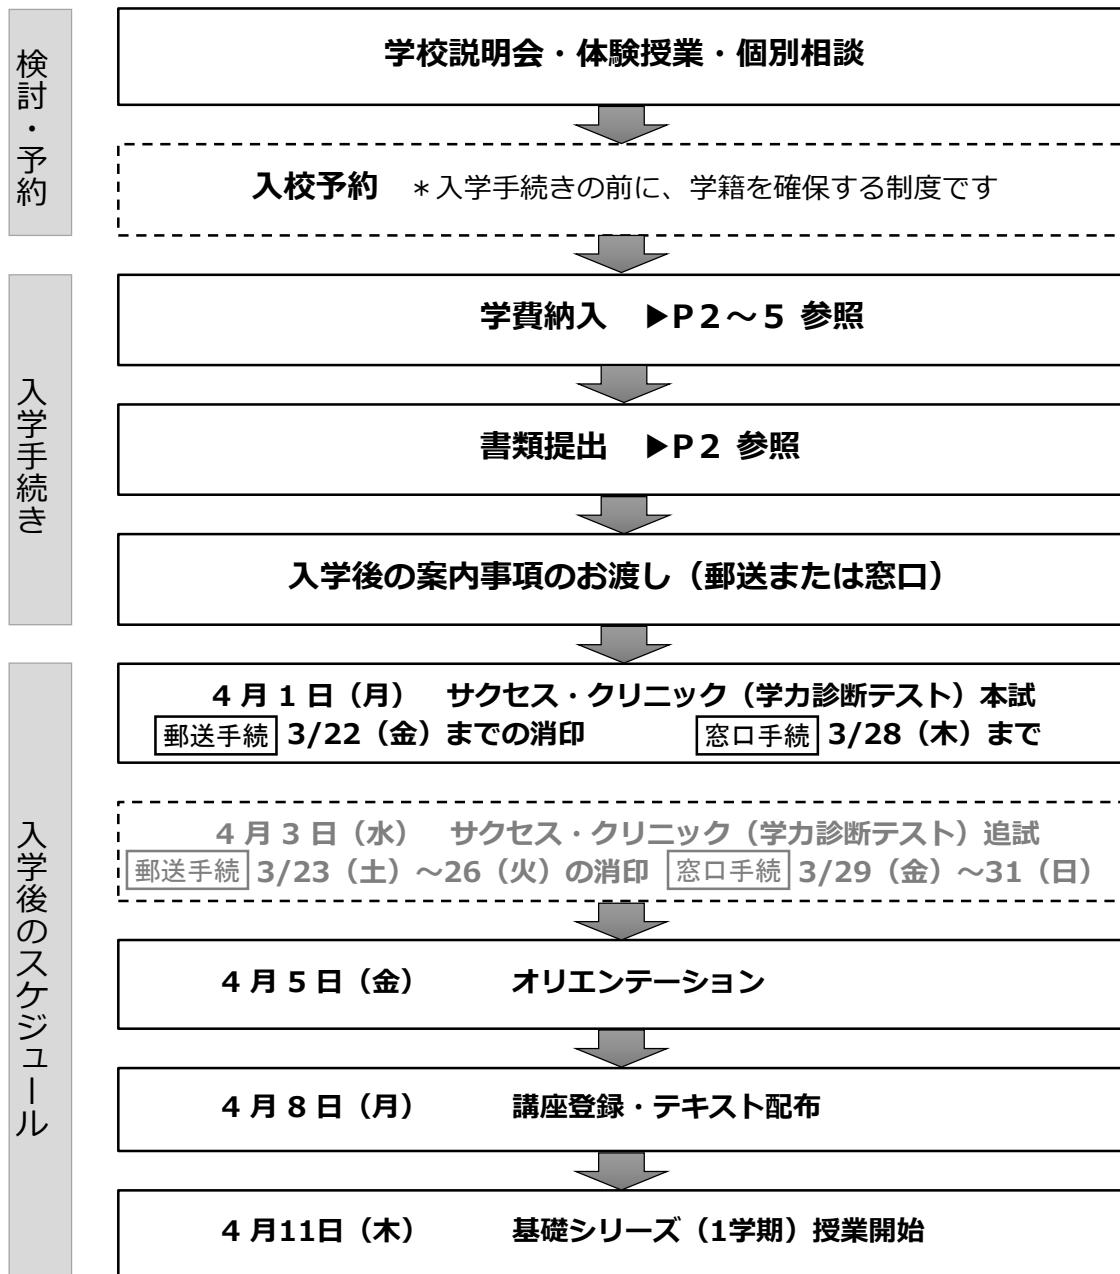 検討・予約
学校説明会・体験授業・個別相談
入校予約 ＊入学手続きの前に、学籍を確保する制度です
入学手続き
学費納入 ▶P２～５ 参照
書類提出 ▶P２ 参照
入学後の案内事項のお渡し（郵送または窓口）
入学後のスケジュール
４月１日（月） サクセス・クリニック（学力診断テスト）本試
郵送手続 3/22（金）までの消印 窓口手続 3/28（木）まで
４月３日（水） サクセス・クリニック（学力診断テスト）追試
郵送手続 3/23（土）～26（火）の消印 窓口手続 3/29（金）～31（日）
４月５日（金） オリエンテーション
４月８日（月） 講座登録・テキスト配布
４月11日（木） 基礎シリーズ（1学期）授業開始